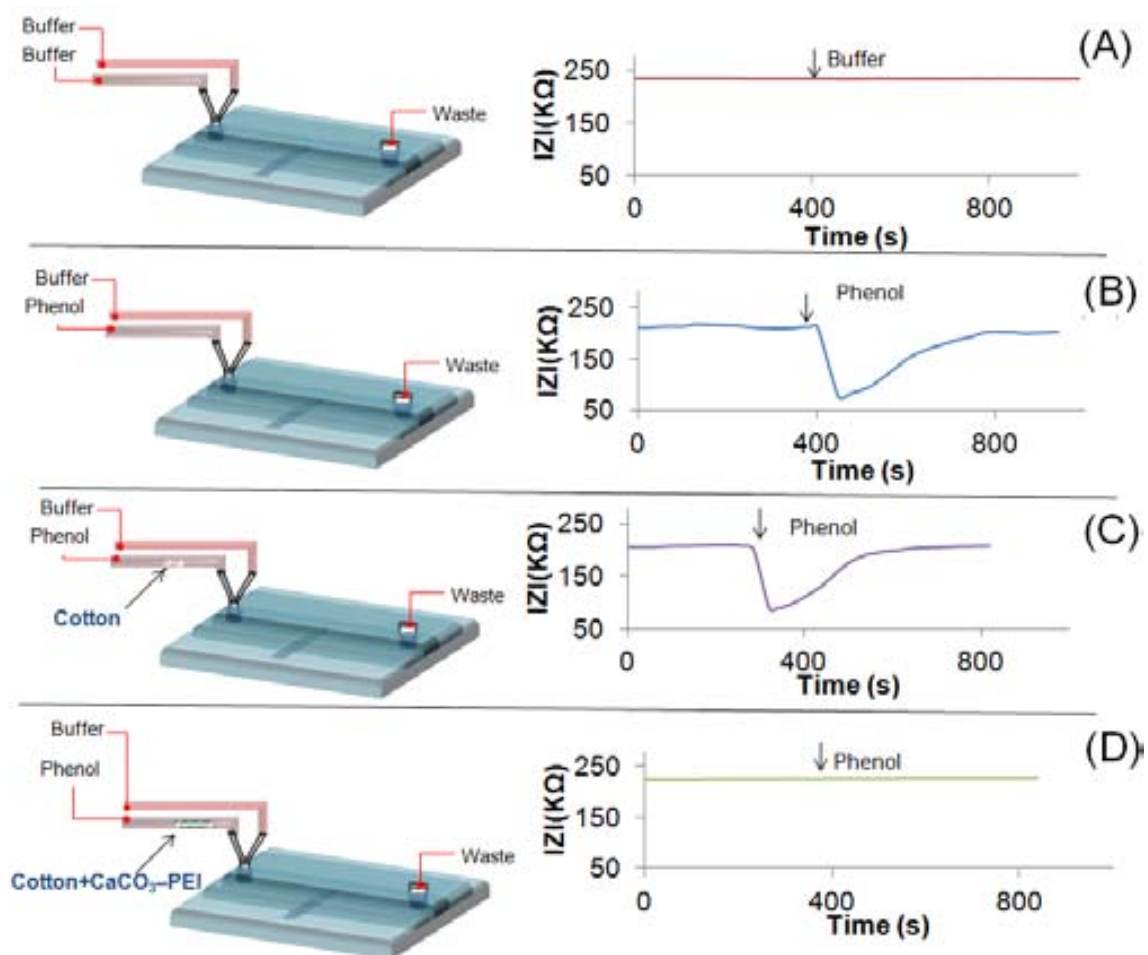 (A)
Buffer
Buffer
Waste
Buffer
IZI(KΩ)
250
150
50
0
400
800
Time (s)
(B)
Buffer
Phenol
Waste
Phenol
IZI(KΩ)
250
150
50
0
400
800
Time (s)
(C)
Buffer
Phenol
Cotton
Waste
Phenol
IZI(KΩ)
250
150
50
0
400
800
Time (s)
(D)
Buffer
Phenol
Cotton+CaCO₃–PEI
Waste
Phenol
IZI(KΩ)
250
150
50
0
400
800
Time (s)